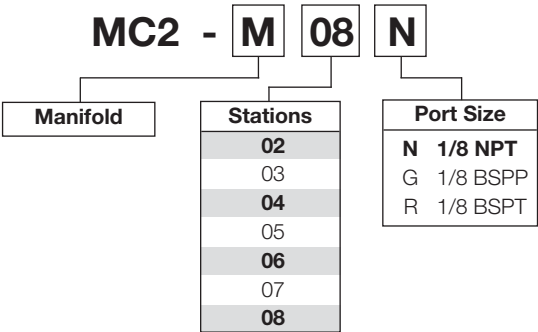 MC2 - M 08 N
Manifold
Stations
02
03
04
05
06
07
08
Port Size
N 1/8 NPT
G 1/8 BSPP
R 1/8 BSPT